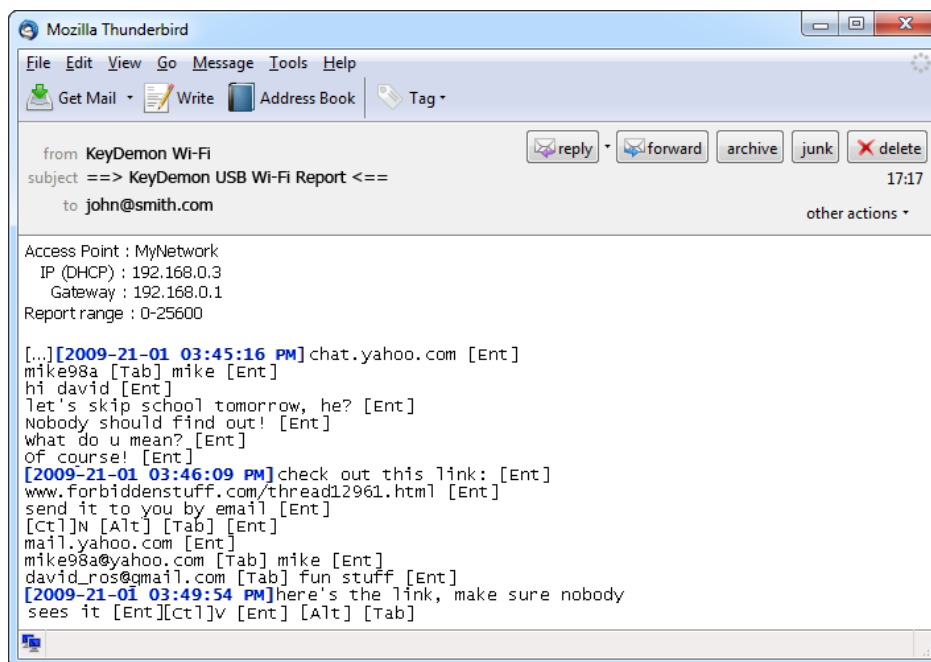 Mozilla Thunderbird
File Edit View Go Message Tools Help
Get Mail Write Address Book Tag
from KeyDemon Wi-Fi
reply forward archive junk delete
subject ==> KeyDemon USB Wi-Fi Report <==
17:17
to john@smith.com
other actions
Access Point : MyNetwork
IP (DHCP) : 192.168.0.3
Gateway : 192.168.0.1
Report range : 0-25600
[...][2009-21-01 03:45:16 PM]chat.yahoo.com [Ent]
mike98a [Tab] mike [Ent]
hi david [Ent]
let's skip school tomorrow, he? [Ent]
Nobody should find out! [Ent]
What do u mean? [Ent]
Of course! [Ent]
[2009-21-01 03:46:09 PM]check out this link: [Ent]
www.forbiddenstuff.com/thread12961.html [Ent]
send it to you by email [Ent]
[Ctl]N [Alt] [Tab] [Ent]
mail.yahoo.com [Ent]
mike98a@yahoo.com [Tab] mike [Ent]
david_ros@gmail.com [Tab] fun stuff [Ent]
[2009-21-01 03:49:54 PM]here's the link, make sure nobody
sees it [Ent][Ctl]V [Ent] [Alt] [Tab]